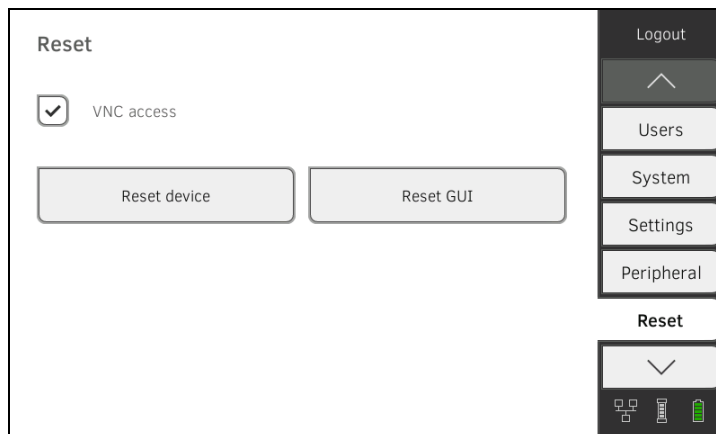 Reset
VNC access
Reset device
Reset GUI
Logout
Users
System
Settings
Peripheral
Reset